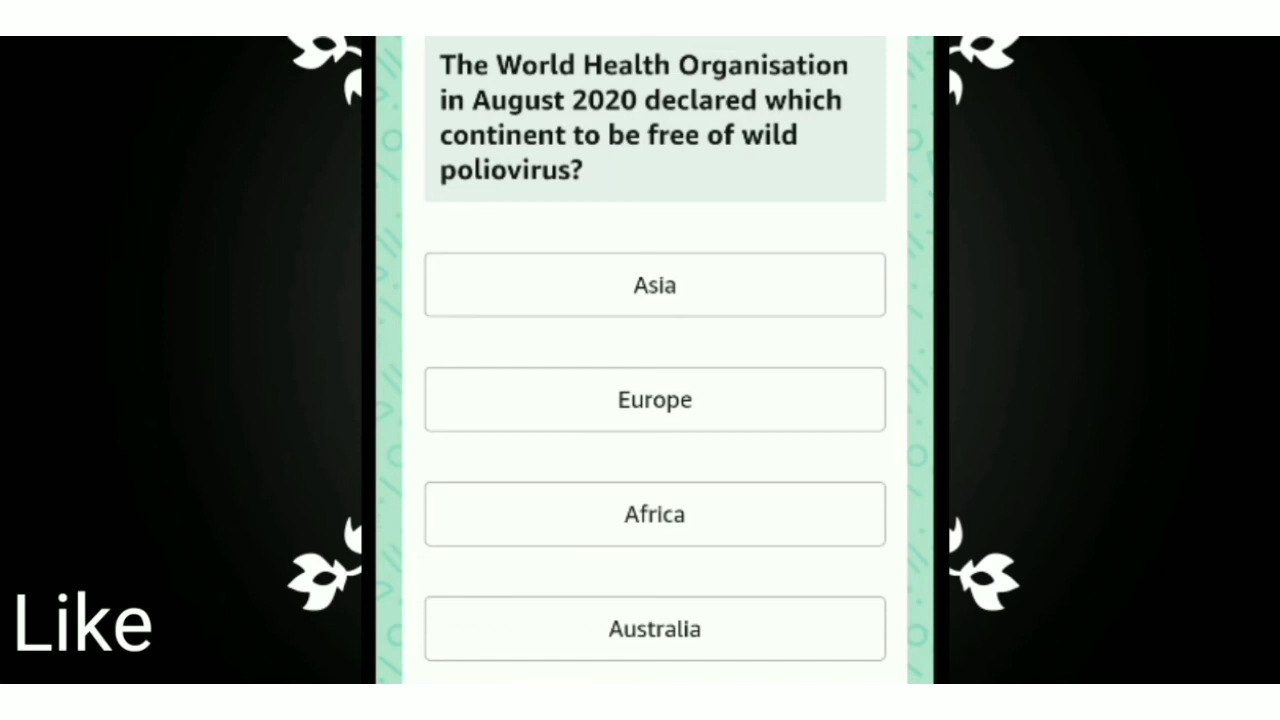 The World Health Organisation
in August 2020 declared which
continent to be free of wild
poliovirus?
Asia
Europe
Africa
Australia
Like